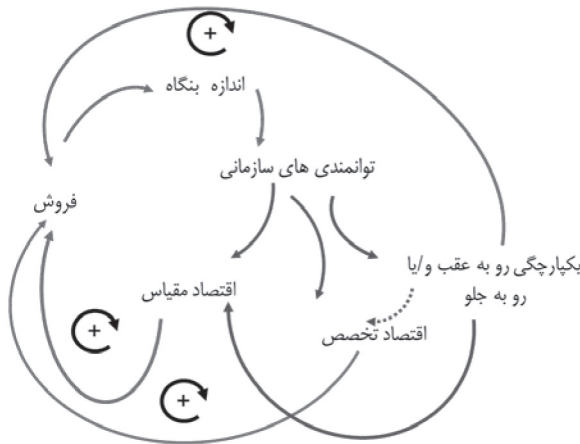 +
اندازه بنگاه
توانمندی های سازمانی
فروش
یکپارچگی رو به عقب و/یا
رو به جلو
اقتصاد مقیاس
اقتصاد تخصص
+
+